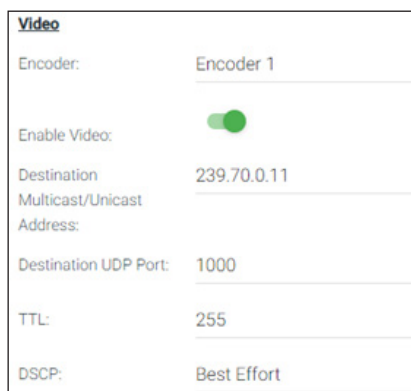 Video
Encoder: Encoder 1
Enable Video:
Destination 239.70.0.11
Multicast/Unicast
Address:
Destination UDP Port: 1000
TTL: 255
DSCP: Best Effort